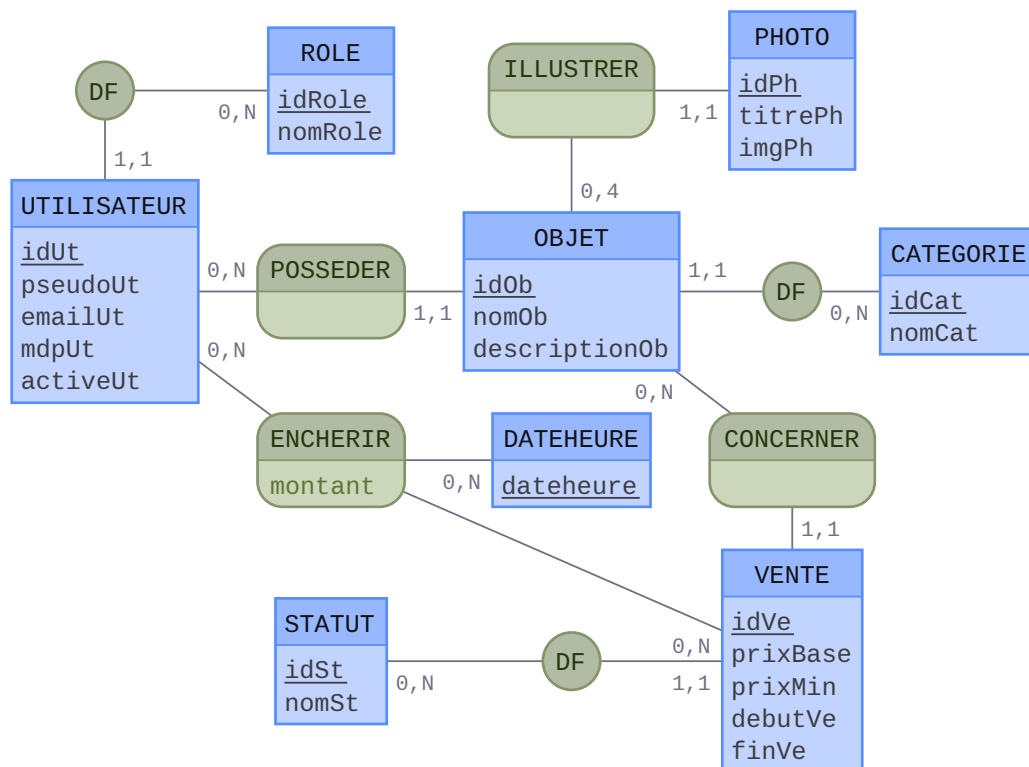 ROLE
idRole
nomRole
DF
0,N
1,1
ILLUSTRER
PHOTO
idPh
titrePh
imgPh
1,1
0,4
UTILISATEUR
idUt
pseudoUt
emailUt
mdpUt
activeUt
0,N
POSSEDER
1,1
OBJET
idOb
nomOb
descriptionOb
1,1
DF
0,N
CATEGORIE
idCat
nomCat
0,N
ENCHERIR
montant
0,N
DATEHEURE
dateheure
0,N
CONCERNER
1,1
VENTE
idVe
prixBase
prixMin
debutVe
finVe
STATUT
idSt
nomSt
0,N
DF
0,N
1,1